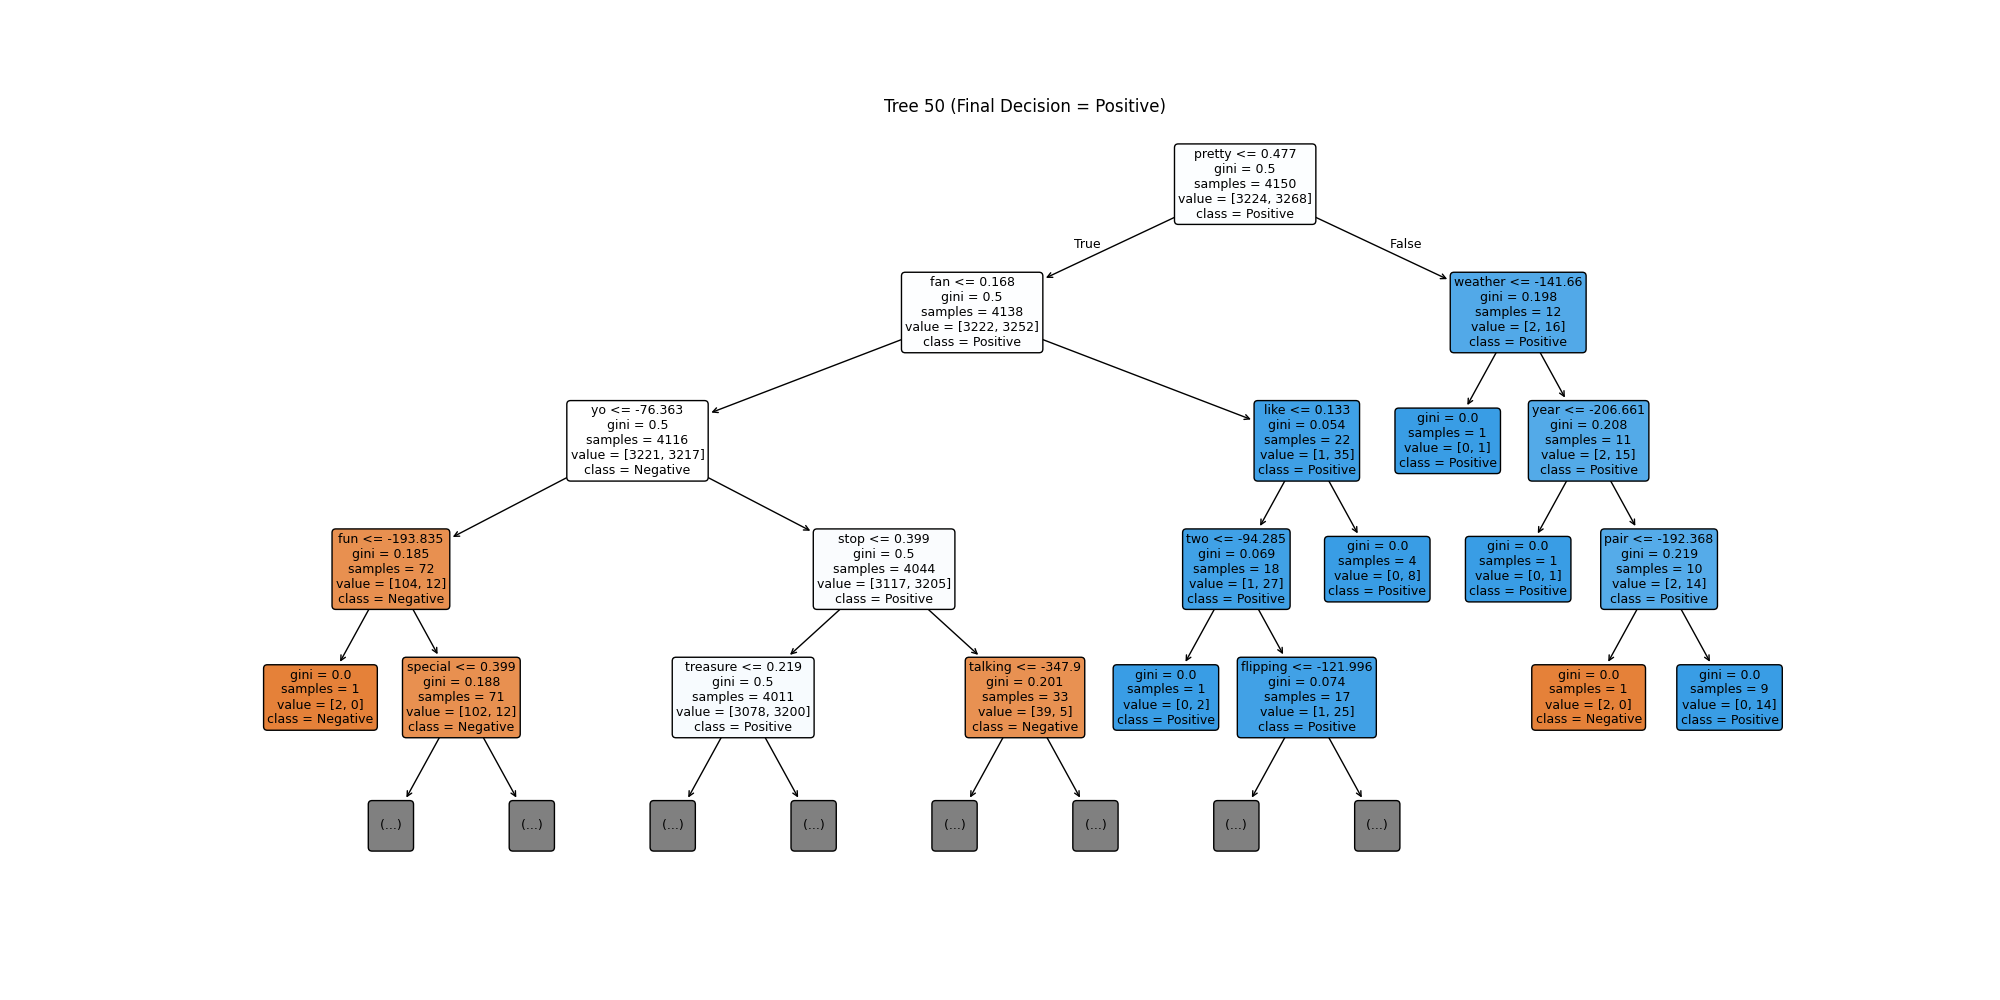 Tree 50 (Final Decision = Positive)
pretty <= 0.477
gini = 0.5
samples = 4150
value = [3224, 3268]
class = Positive
True
False
fan <= 0.168
gini = 0.5
samples = 4138
value = [3222, 3252]
class = Positive
weather <= -141.66
gini = 0.198
samples = 12
value = [2, 16]
class = Positive
yo <= -76.363
gini = 0.5
samples = 4116
value = [3221, 3217]
class = Negative
like <= 0.133
gini = 0.054
samples = 22
value = [1, 35]
class = Positive
gini = 0.0
samples = 1
value = [0, 1]
class = Positive
year <= -206.661
gini = 0.208
samples = 11
value = [2, 15]
class = Positive
fun <= -193.835
gini = 0.185
samples = 72
value = [104, 12]
class = Negative
stop <= 0.399
gini = 0.5
samples = 4044
value = [3117, 3205]
class = Positive
two <= -94.285
gini = 0.069
samples = 18
value = [1, 27]
class = Positive
gini = 0.0
samples = 4
value = [0, 8]
class = Positive
gini = 0.0
samples = 1
value = [0, 1]
class = Positive
pair <= -192.368
gini = 0.219
samples = 10
value = [2, 14]
class = Positive
gini = 0.0
samples = 1
value = [2, 0]
class = Negative
special <= 0.399
gini = 0.188
samples = 71
value = [102, 12]
class = Negative
treasure <= 0.219
gini = 0.5
samples = 4011
value = [3078, 3200]
class = Positive
talking <= -347.9
gini = 0.201
samples = 33
value = [39, 5]
class = Negative
gini = 0.0
samples = 1
value = [0, 2]
class = Positive
flipping <= -121.996
gini = 0.074
samples = 17
value = [1, 25]
class = Positive
gini = 0.0
samples = 1
value = [2, 0]
class = Negative
gini = 0.0
samples = 9
value = [0, 14]
class = Positive
(...)
(...)
(...)
(...)
(...)
(...)
(...)
(...)